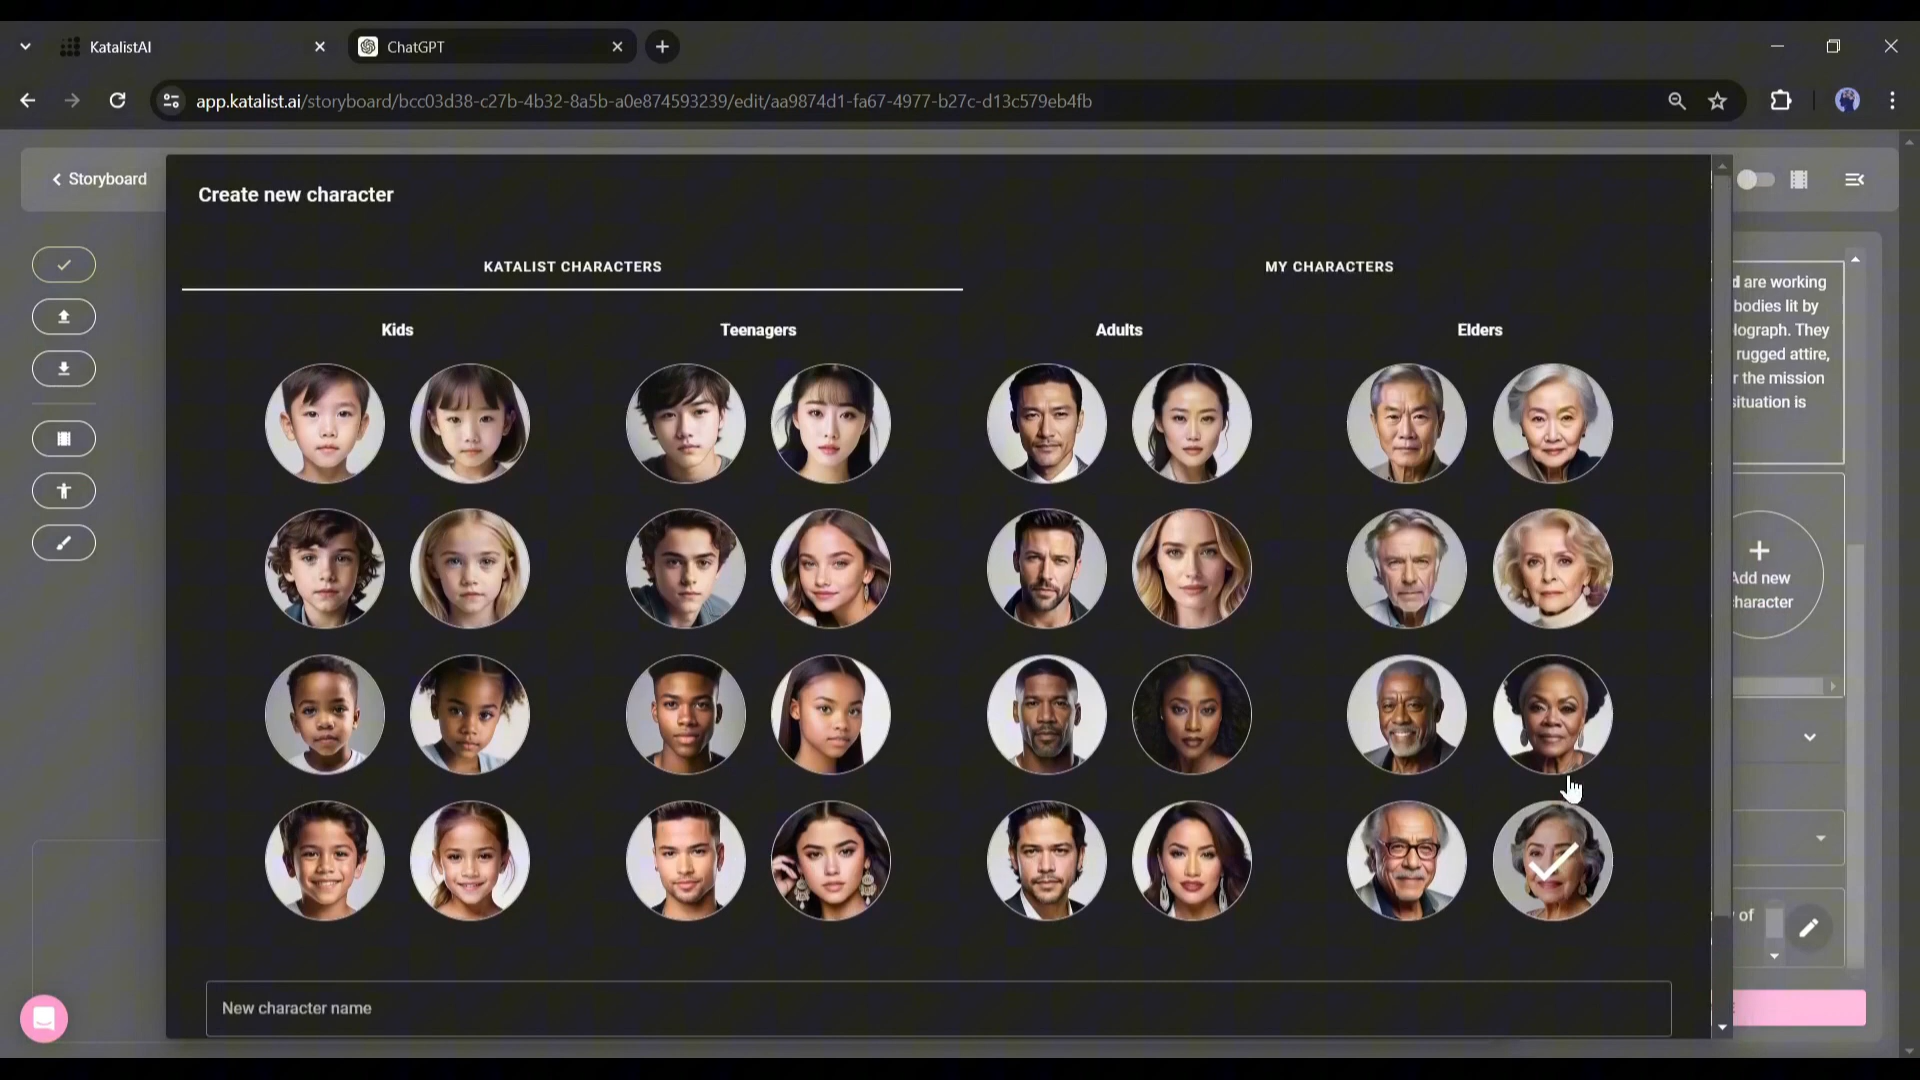 KatalistAI
ChatGPT
app.katalist.ai/storyboard/bcc03d38-c27b-4b32-8a5b-a0e874593239/edit/aa9874d1-fa67-4977-b27c-d13c579eb4fb
Storyboard
Create new character
KATALIST CHARACTERS
MY CHARACTERS
Kids
Teenagers
Adults
Elders
d are working
bodies lit by
lograph. They
rugged attire,
r the mission
situation is
Add new
character
of
New character name